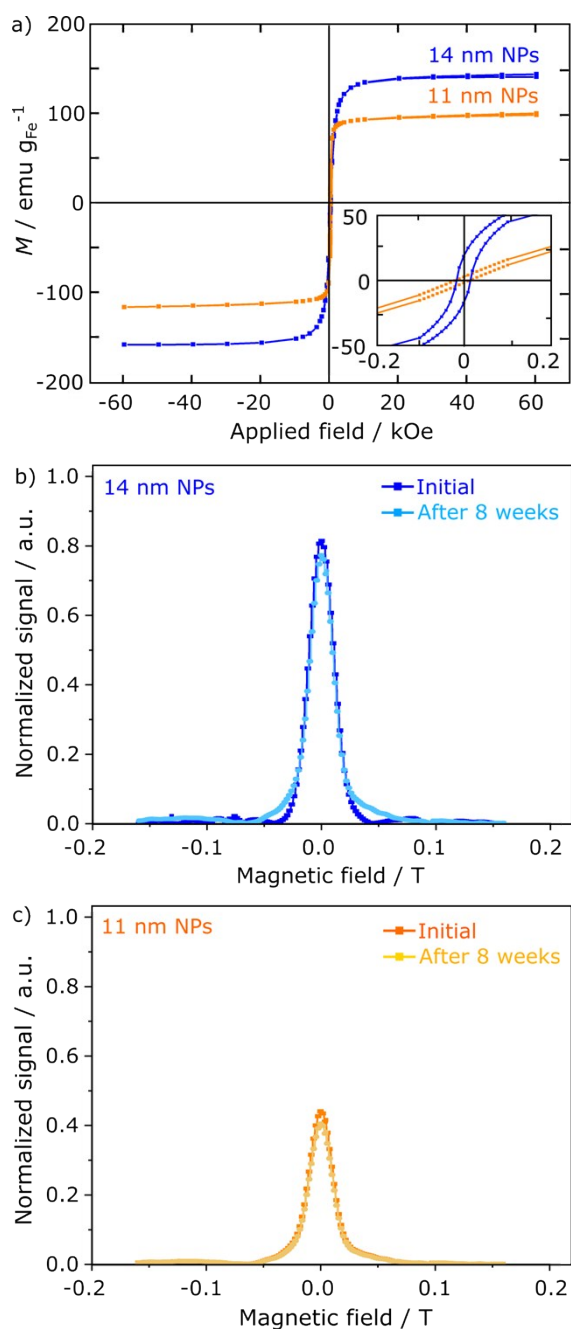 a)
200
14 nm NPs
11 nm NPs
100
M / emu gFe⁻¹
0
50
0
-50
-0.2 0 0.2
-100
-200
-60 -40 -20 0 20 40 60
Applied field / kOe
b)
1.0
14 nm NPs
Initial
After 8 weeks
0.8
0.6
0.4
0.2
0.0
Normalized signal / a.u.
-0.2 -0.1 0.0 0.1 0.2
Magnetic field / T
c)
1.0
11 nm NPs
Initial
After 8 weeks
0.8
0.6
0.4
0.2
0.0
Normalized signal / a.u.
-0.2 -0.1 0.0 0.1 0.2
Magnetic field / T